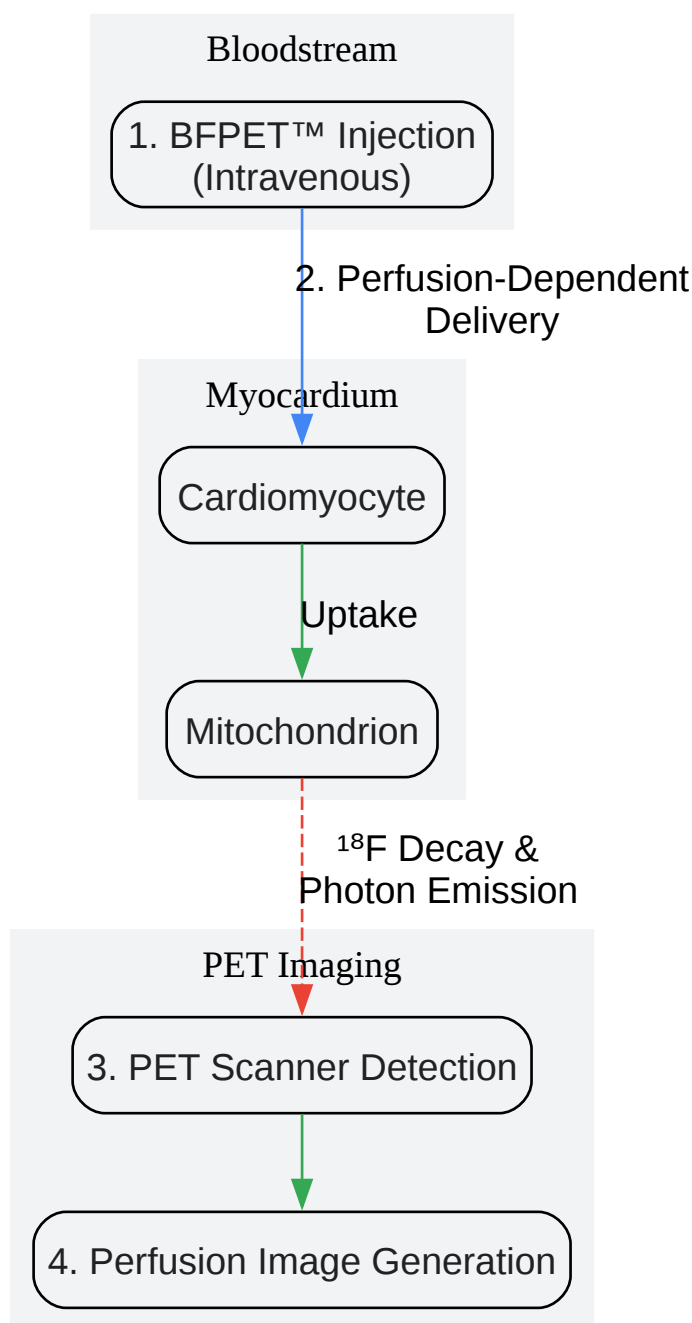 Bloodstream
1. BFPET™ Injection
(Intravenous)
2. Perfusion-Dependent
Delivery
Myocardium
Cardiomyocyte
Uptake
Mitochondrion
¹⁸F Decay &
Photon Emission
PET Imaging
3. PET Scanner Detection
4. Perfusion Image Generation